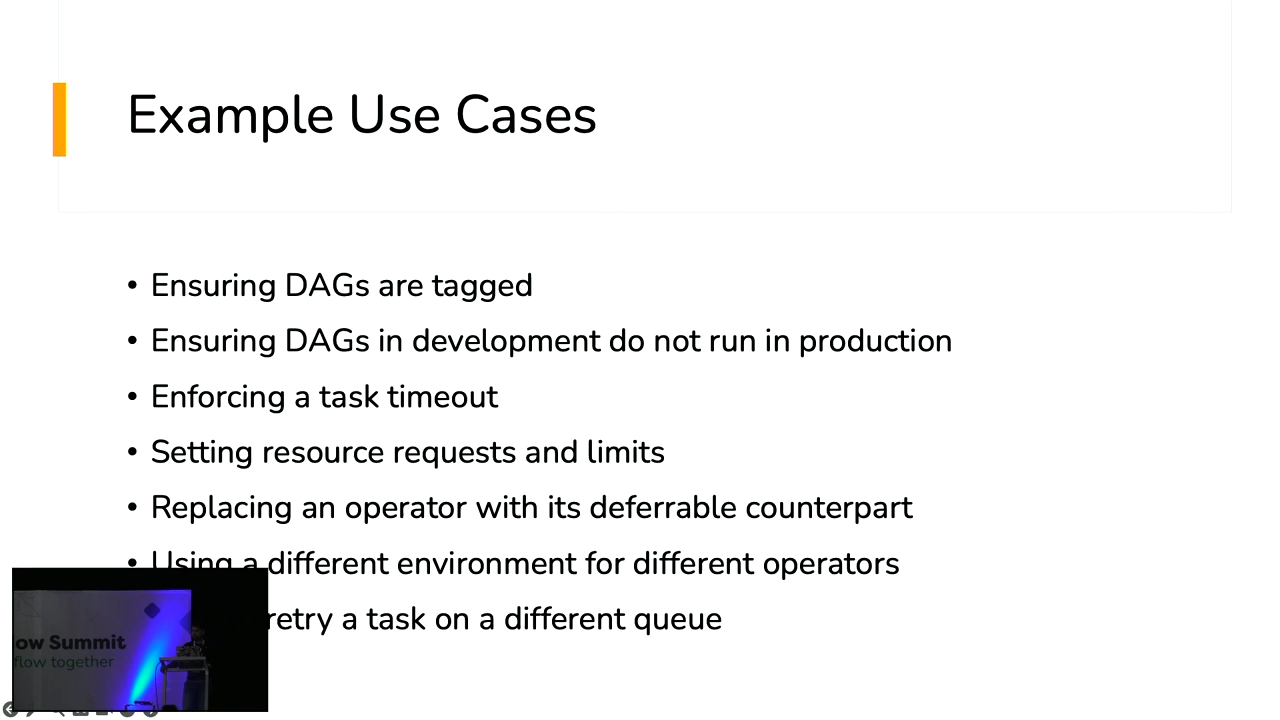 Example Use Cases
• Ensuring DAGs are tagged
• Ensuring DAGs in development do not run in production
• Enforcing a task timeout
• Setting resource requests and limits
• Replacing an operator with its deferrable counterpart
• Using a different environment for different operators
retry a task on a different queue
ow Summit
flow together